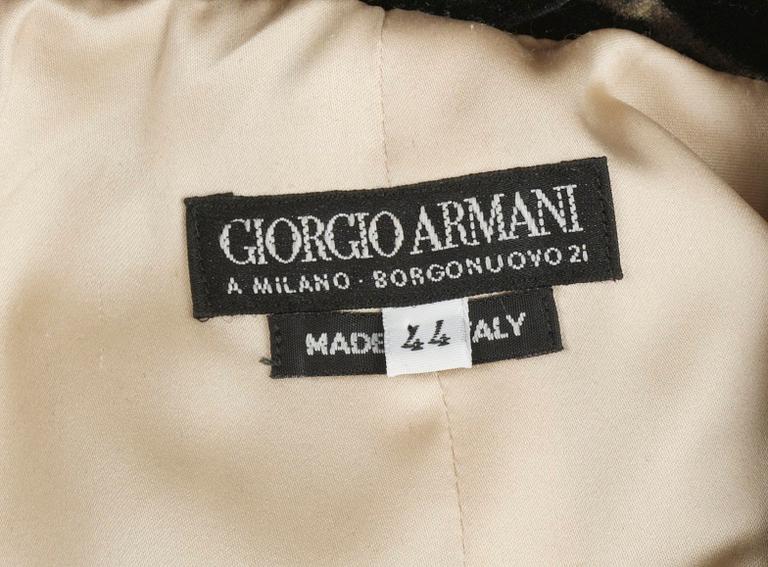 GIORGIO ARMANI
A MILANO · BORGONUOVO 21
MADE 44 ALY